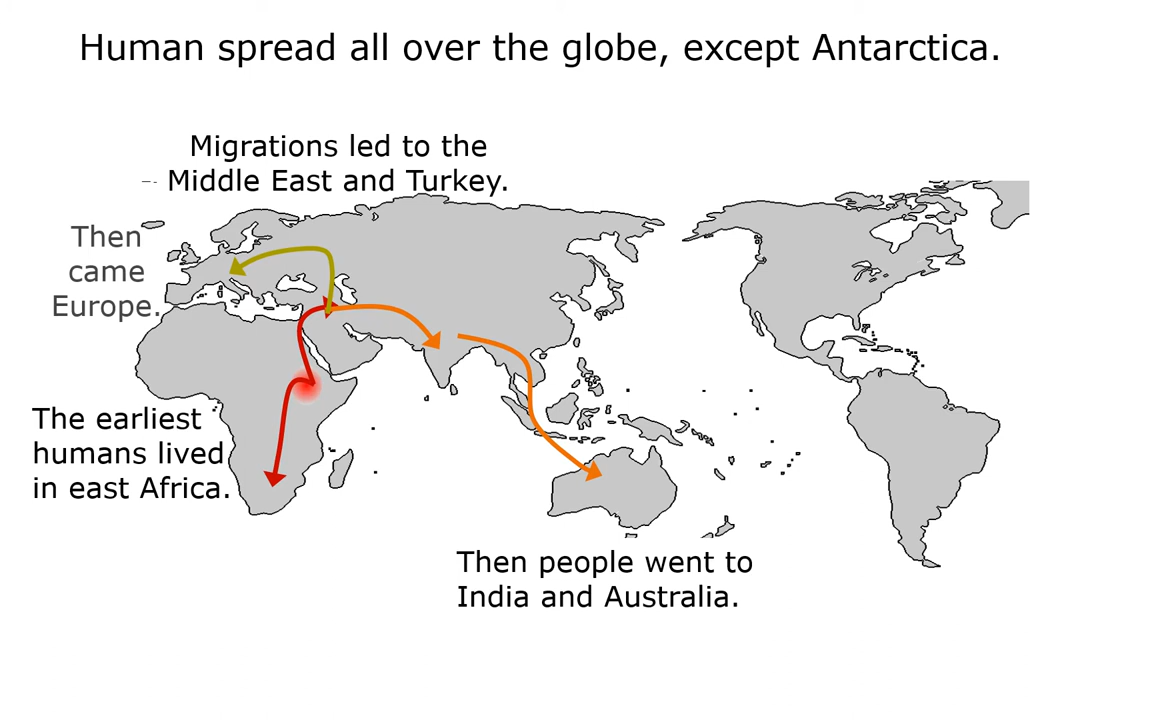 Human spread all over the globe, except Antarctica.
Migrations led to the
Middle East and Turkey.
Then
came
Europe.
The earliest
humans lived
in east Africa.
Then people went to
India and Australia.